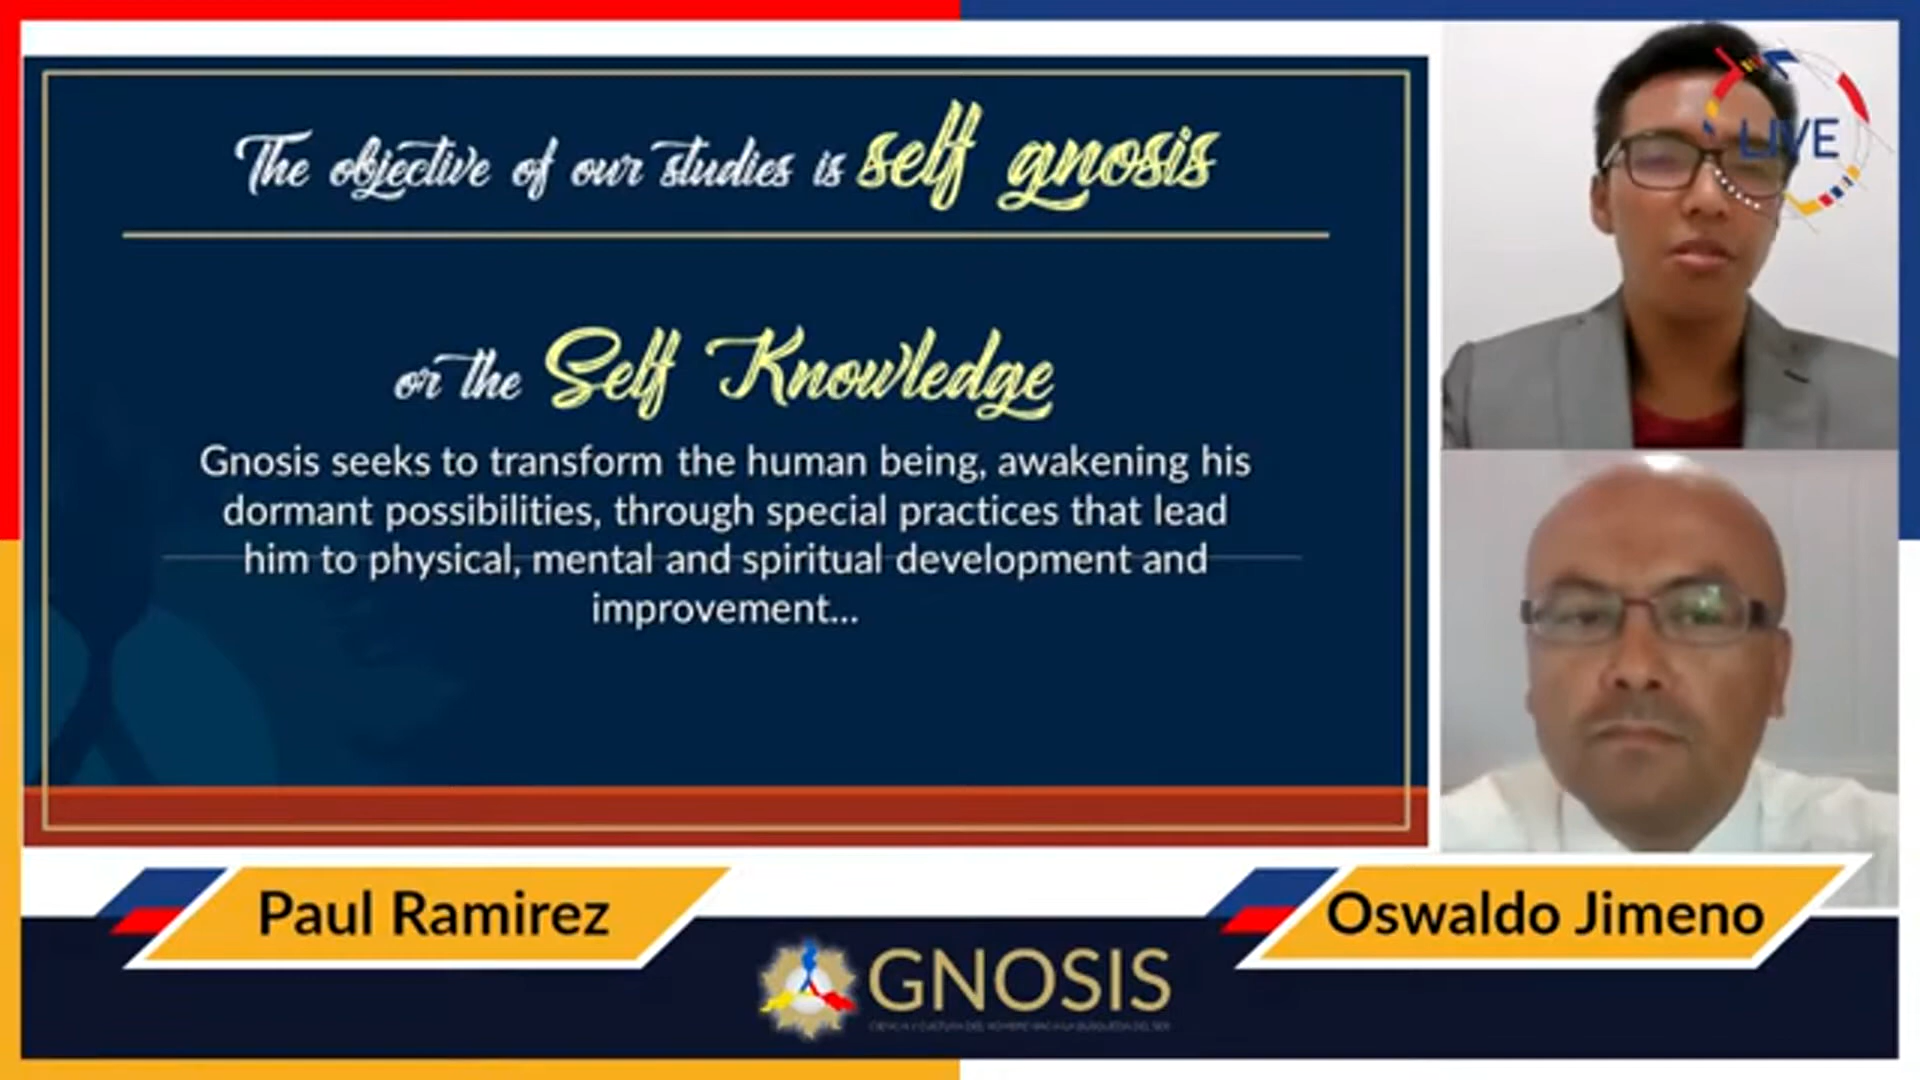 The objective of our studies is self gnosis
or the Self Knowledge
Gnosis seeks to transform the human being, awakening his
dormant possibilities, through special practices that lead
him to physical, mental and spiritual development and
improvement...
LIVE
Paul Ramirez
Oswaldo Jimeno
GNOSIS